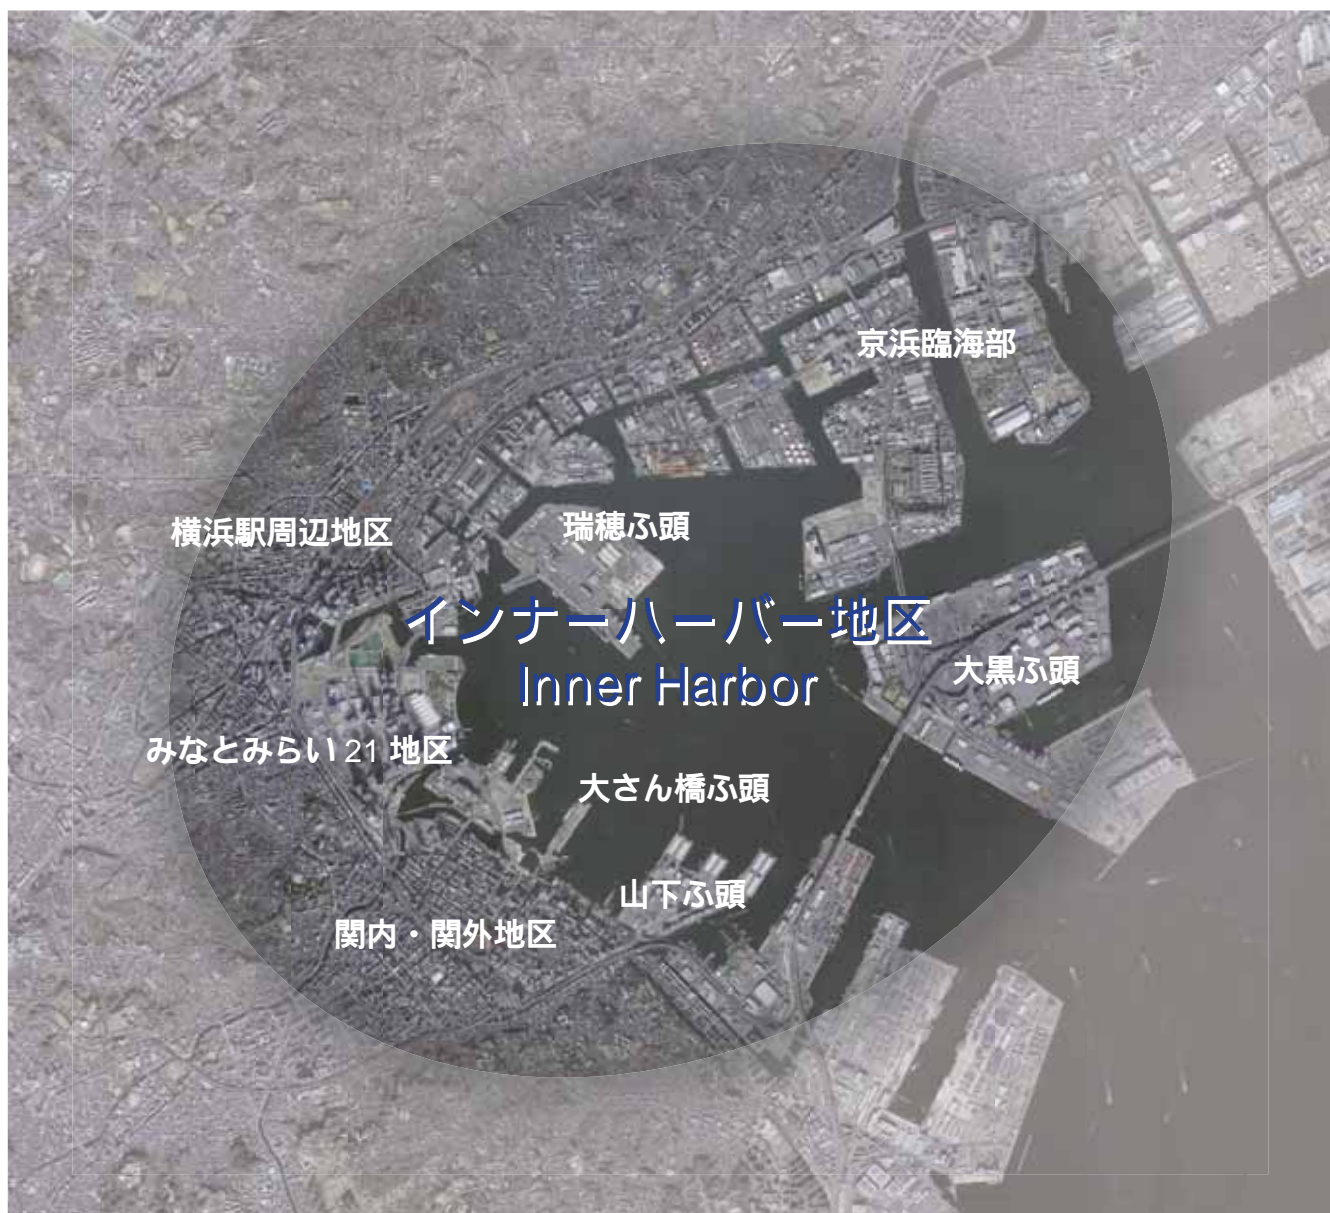 京浜臨海部
瑞穂ふ頭
横浜駅周辺地区
インナーハーバー地区
Inner Harbor
大黒ふ頭
みなとみらい 21 地区
大さん橋ふ頭
山下ふ頭
関内・関外地区